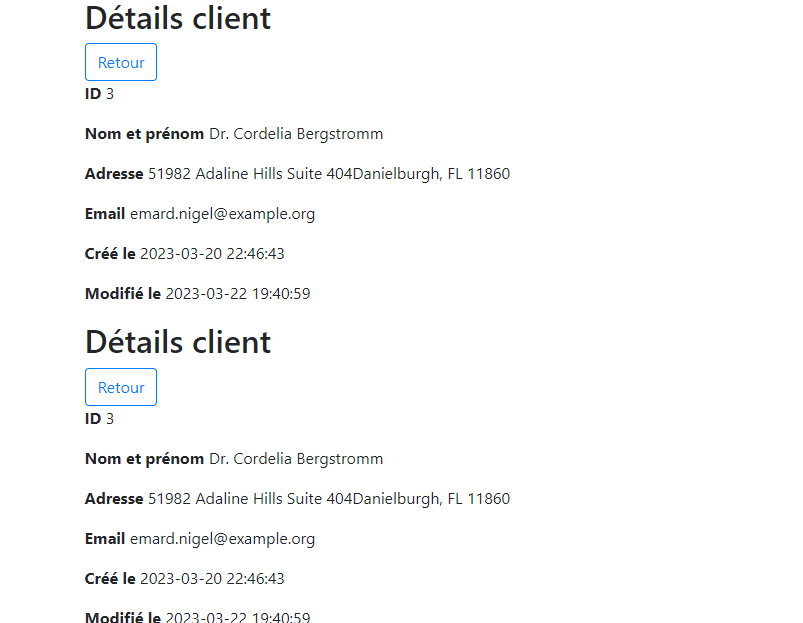 Détails client
Retour
ID 3
Nom et prénom Dr. Cordelia Bergstromm
Adresse 51982 Adaline Hills Suite 404Danielburgh, FL 11860
Email emard.nigel@example.org
Créé le 2023-03-20 22:46:43
Modifié le 2023-03-22 19:40:59
Détails client
Retour
ID 3
Nom et prénom Dr. Cordelia Bergstromm
Adresse 51982 Adaline Hills Suite 404Danielburgh, FL 11860
Email emard.nigel@example.org
Créé le 2023-03-20 22:46:43
Modifié le 2023-03-22 19:40:59